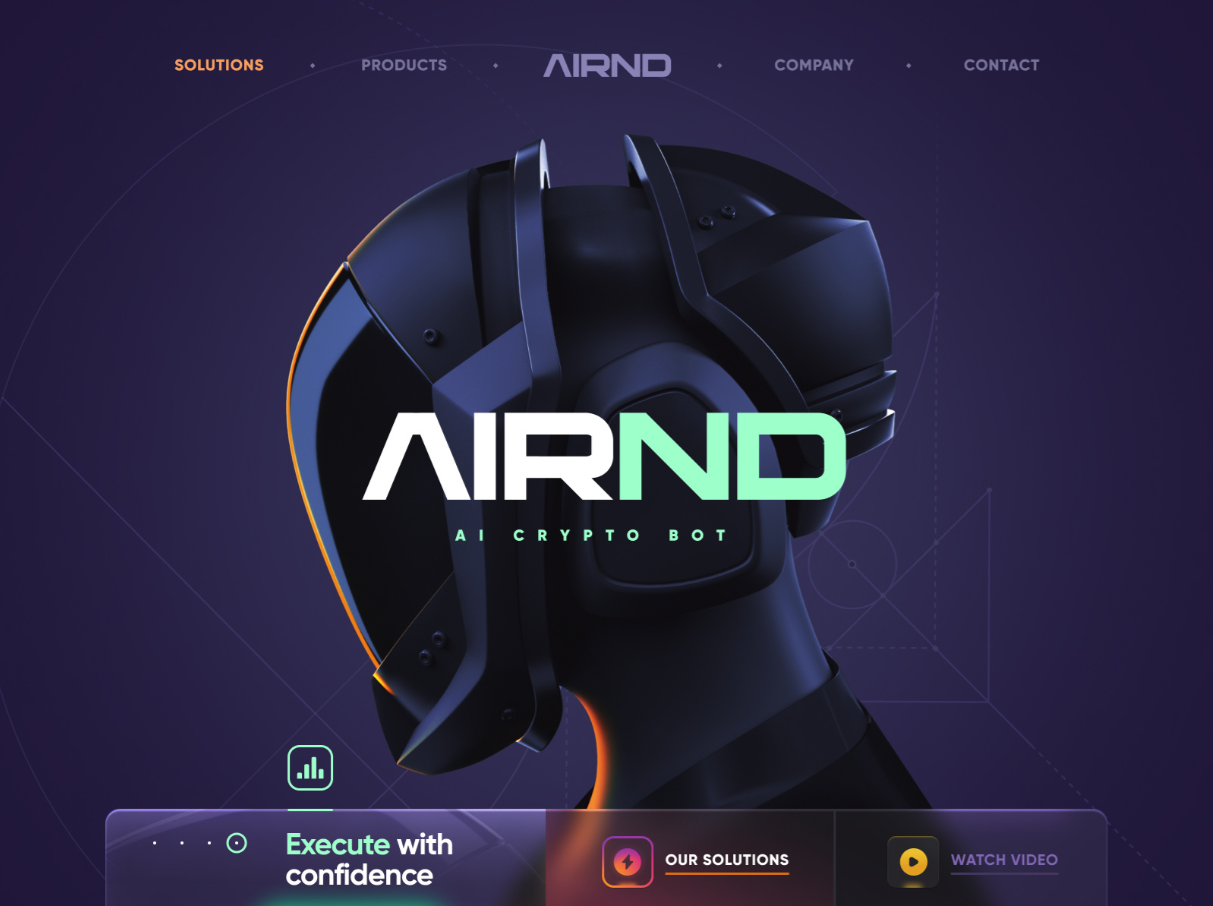 SOLUTIONS PRODUCTS AIRND COMPANY CONTACT
AIRND
AI CRYPTO BOT
Execute with
confidence
OUR SOLUTIONS
WATCH VIDEO